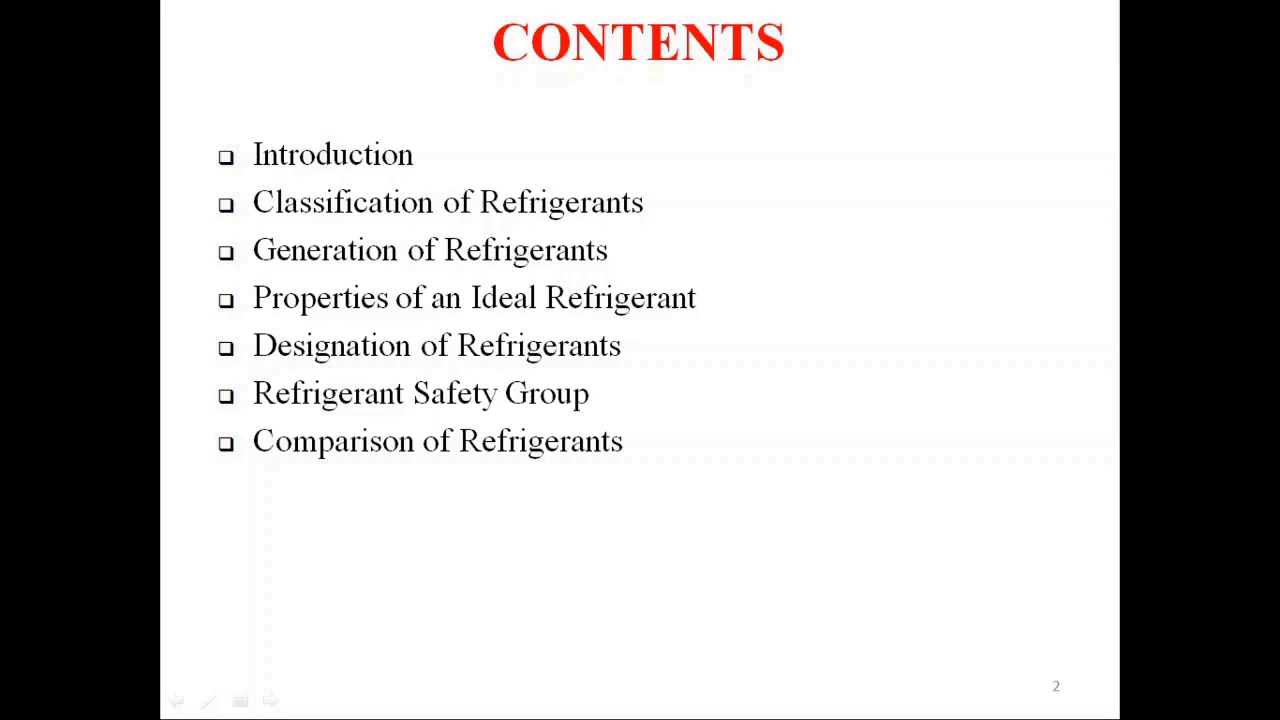 CONTENTS
Introduction
Classification of Refrigerants
Generation of Refrigerants
Properties of an Ideal Refrigerant
Designation of Refrigerants
Refrigerant Safety Group
Comparison of Refrigerants
2